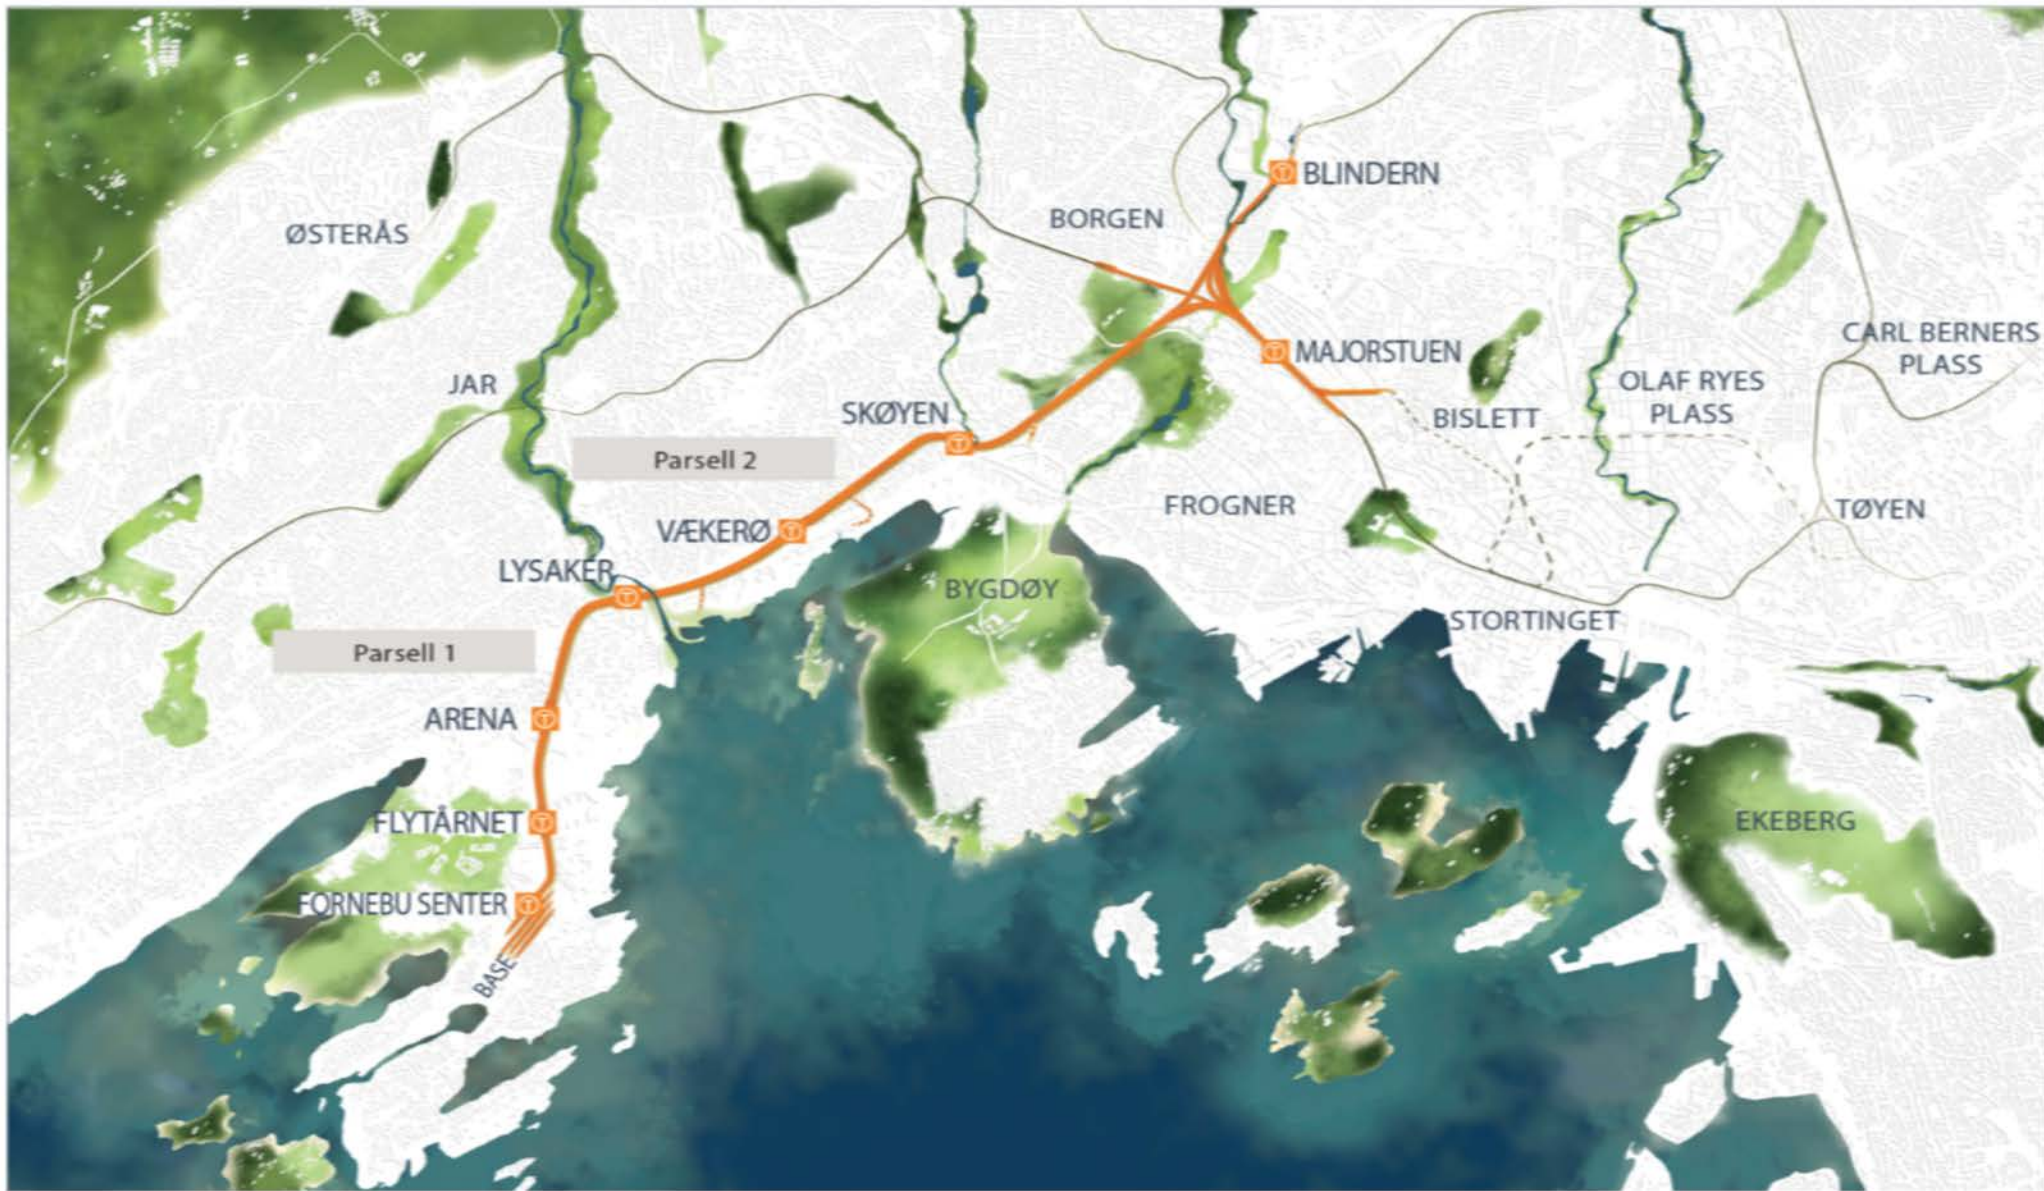 BLINDERN
BORGEN
ØSTERÅS
CARL BERNERS
PLASS
MAJORSTUEN
JAR
OLAF RYES
PLASS
SKØYEN
BISLETT
Parsell 2
FROGNER
TØYEN
VÆKERØ
LYSAKER
BYGDØY
STORTINGET
Parsell 1
ARENA
FLYTÅRNET
EKEBERG
FORNEBU SENTER
BASE